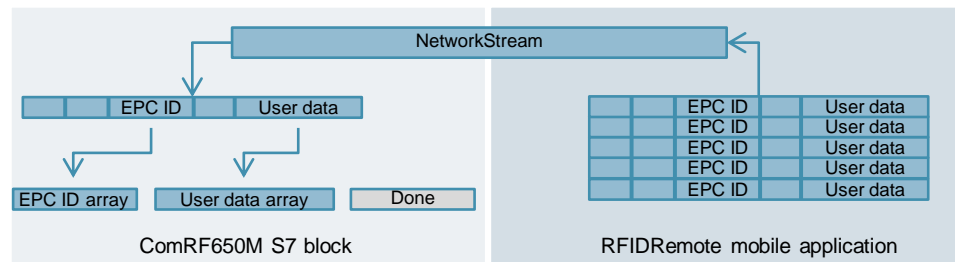 NetworkStream
EPC ID User data
EPC ID array User data array Done
ComRF650M S7 block
EPC ID User data
EPC ID User data
EPC ID User data
EPC ID User data
EPC ID User data
RFIDRemote mobile application